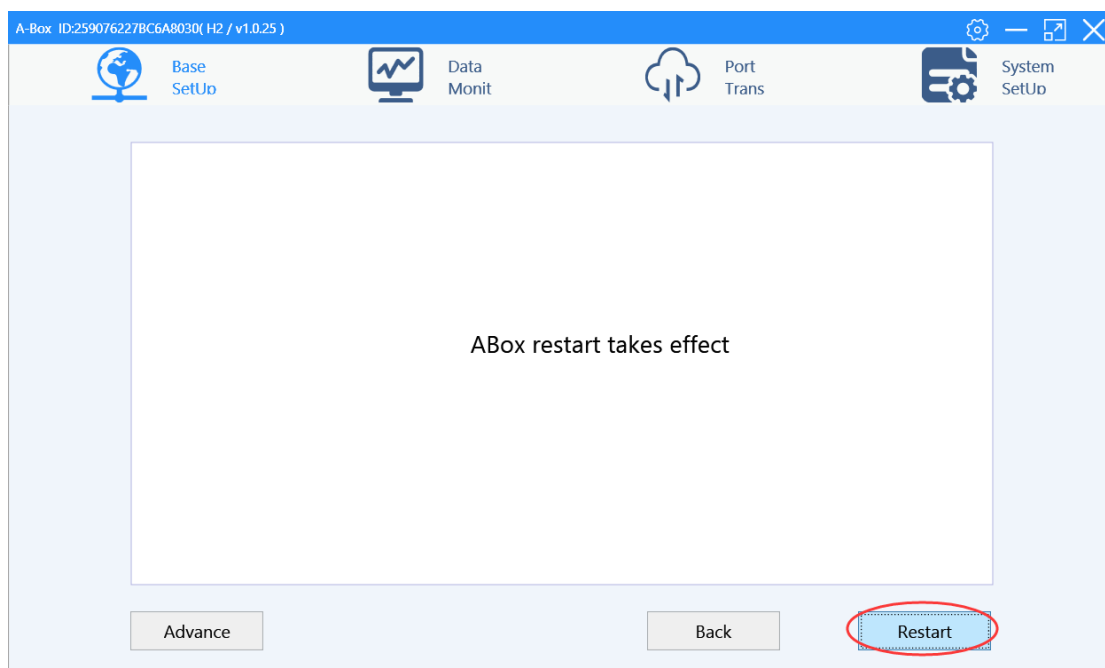 A-Box ID:259076227BC6A8030( H2 / v1.0.25 )
Base
SetUp
Data
Monit
Port
Trans
System
SetUp
ABox restart takes effect
Advance
Back
Restart